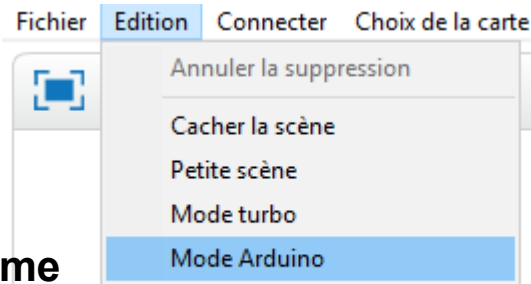 Fichier Edition Connecter Choix de la carte
Annuler la suppression
Cacher la scène
Petite scène
Mode turbo
Mode Arduino
me